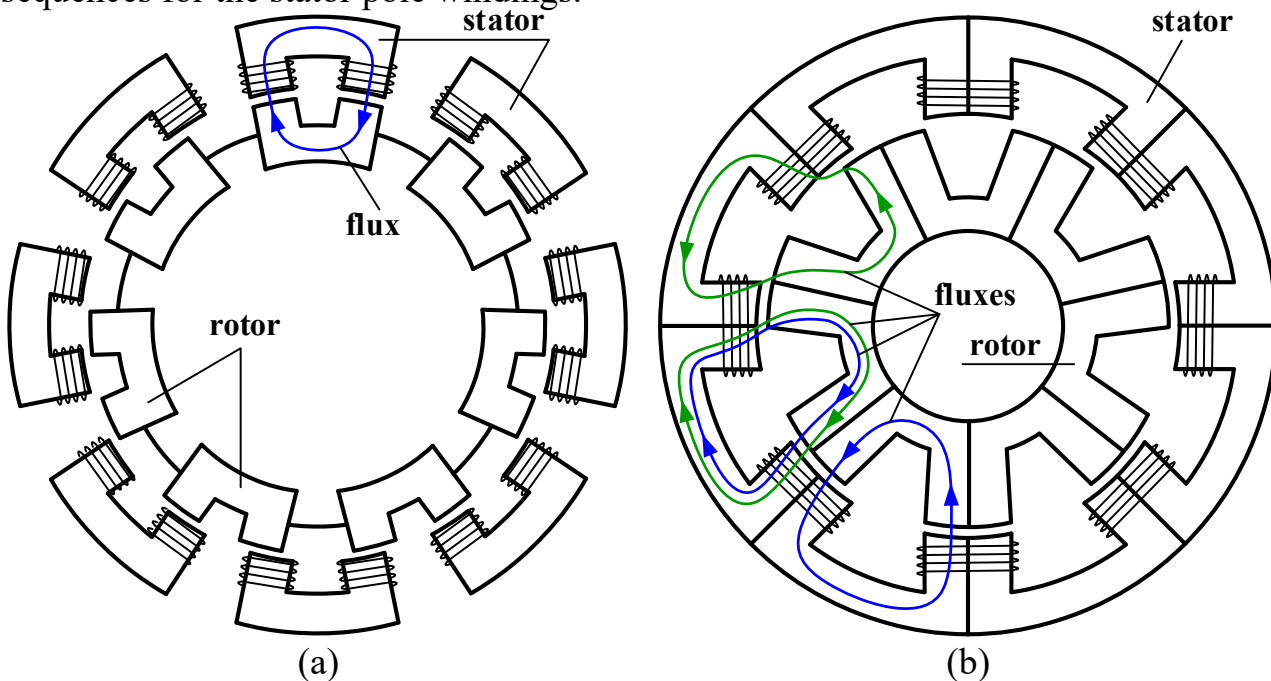 sequences for the stator pole windings.
stator
flux
rotor
(a)
stator
fluxes
rotor
(b)